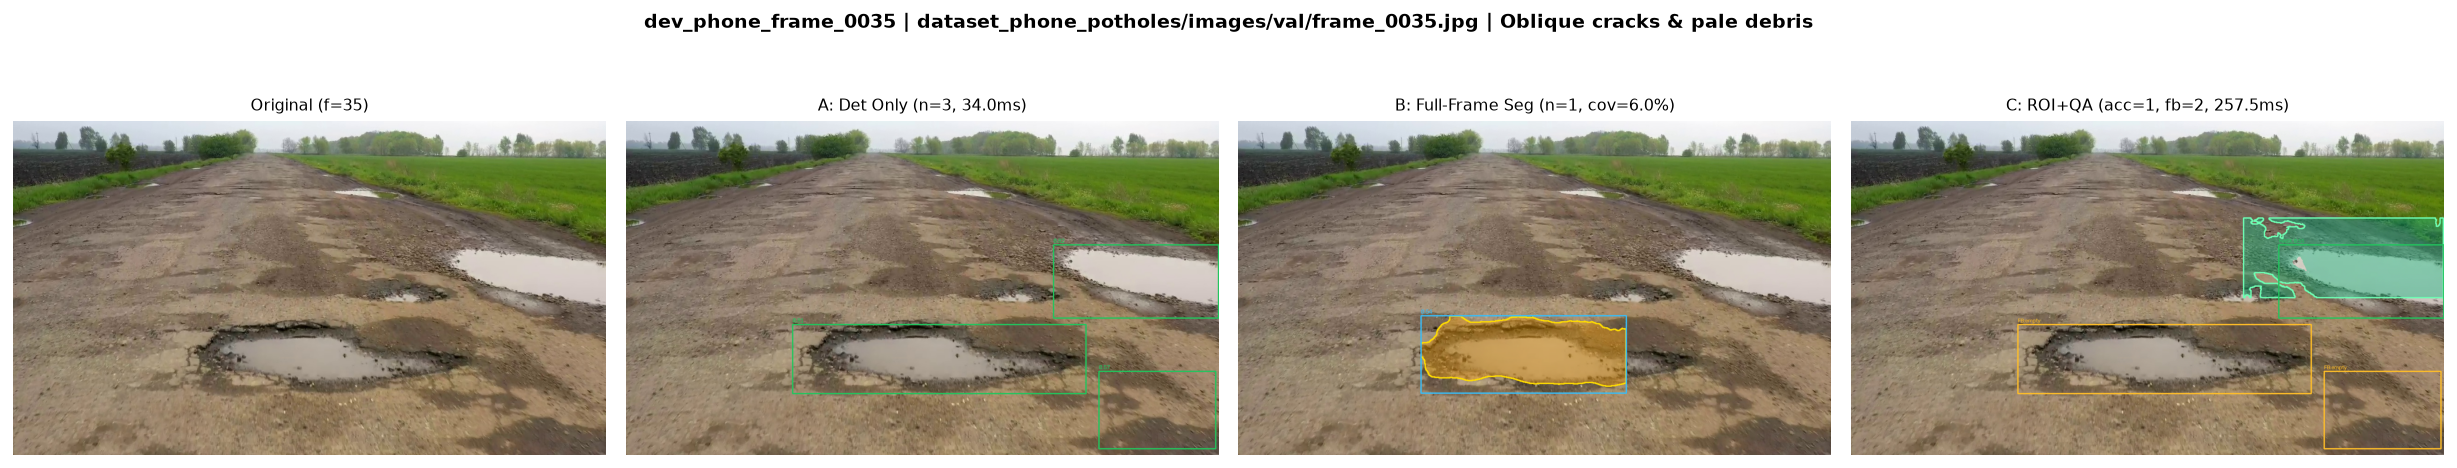 dev_phone_frame_0035 | dataset_phone_potholes/images/val/frame_0035.jpg | Oblique cracks & pale debris
Original (f=35)
A: Det Only (n=3, 34.0ms)
B: Full-Frame Seg (n=1, cov=6.0%)
C: ROI+QA (acc=1, fb=2, 257.5ms)